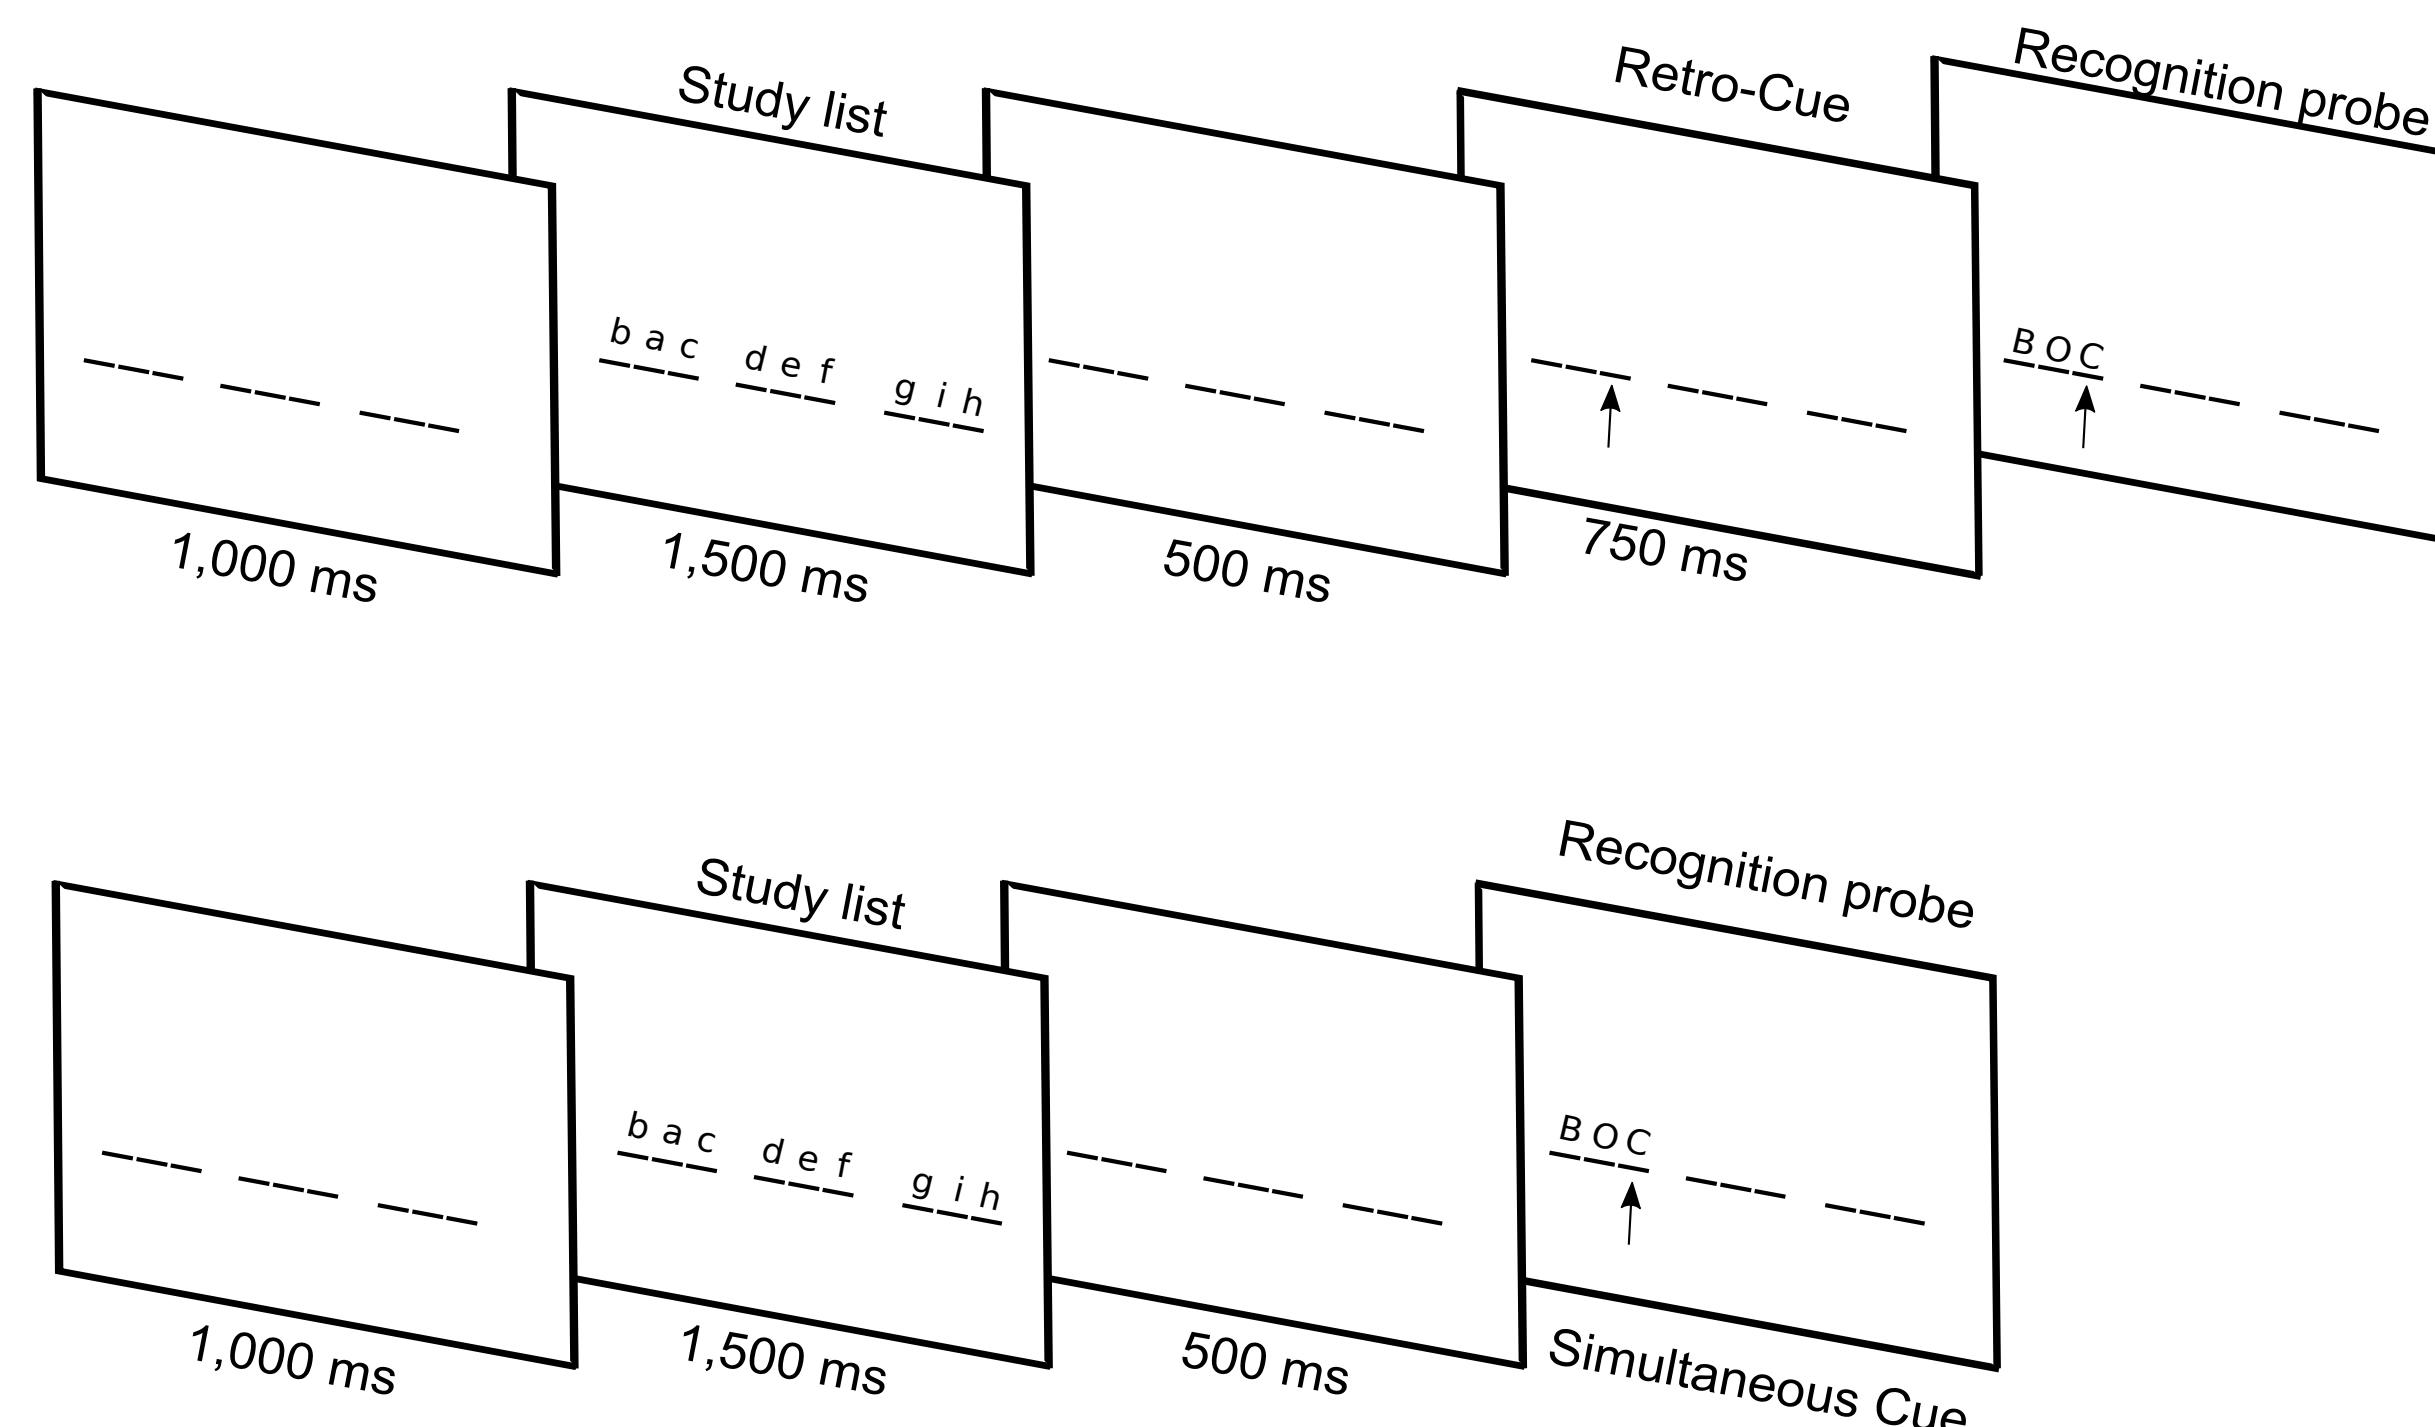 Study list
Retro-Cue
Recognition probe
b a c d e f g i h
B O C
1,000 ms
1,500 ms
500 ms
750 ms
Study list
Recognition probe
b a c d e f g i h
B O C
1,000 ms
1,500 ms
500 ms
Simultaneous Cue